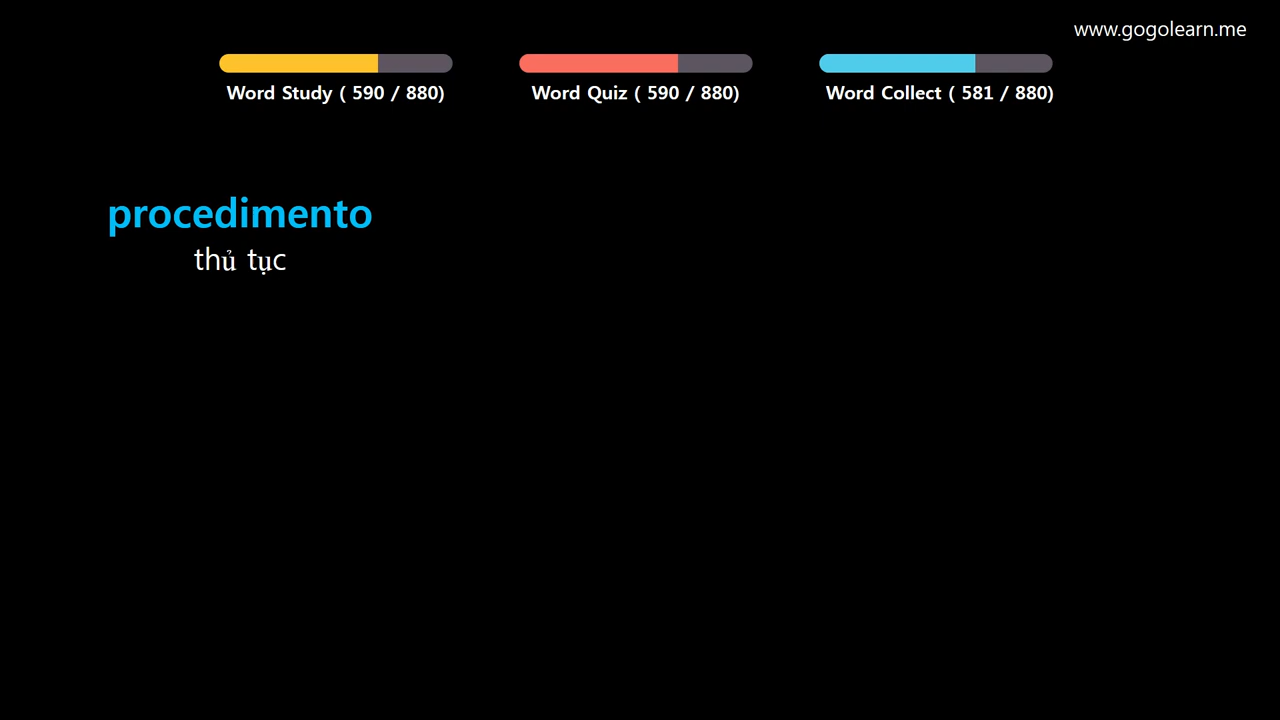 www.gogolearn.me
Word Study ( 590 / 880)
Word Quiz ( 590 / 880)
Word Collect ( 581 / 880)
procedimento
thủ tục